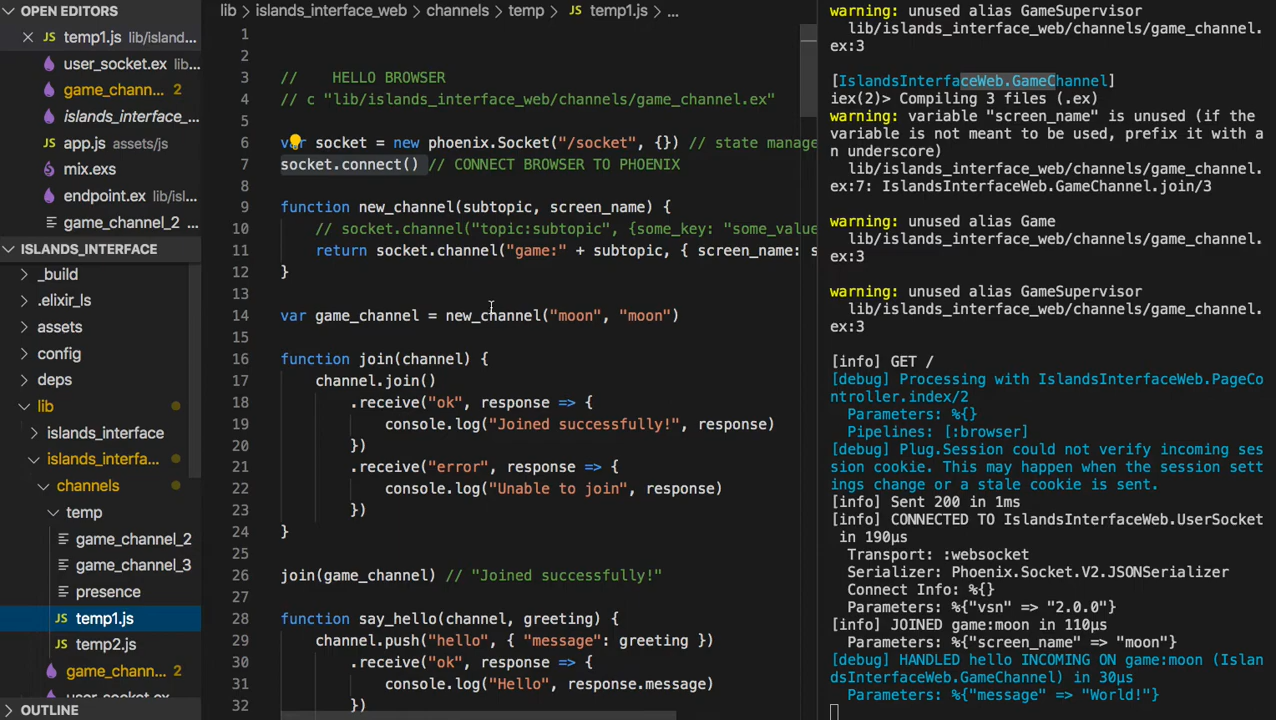 OPEN EDITORS
JS temp1.js lib/island...
user_socket.ex lib/...
game_chann... 2
islands_interface_...
app.js assets/js
mix.exs
endpoint.ex lib/isl...
game_channel_2 ...
ISLANDS_INTERFACE
_build
.elixir_ls
assets
config
deps
lib
islands_interface
islands_interfa...
channels
temp
game_channel_2
game_channel_3
presence
JS temp1.js
JS temp2.js
game_chann... 2
user_socket.ex
OUTLINE
lib > islands_interface_web > channels > temp > JS temp1.js > ...
1
2
3 // HELLO BROWSER
4 // c "lib/islands_interface_web/channels/game_channel.ex"
5
6 var socket = new phoenix.Socket("/socket", {}) // state manage
7 socket.connect() // CONNECT BROWSER TO PHOENIX
8
9 function new_channel(subtopic, screen_name) {
10 // socket.channel("topic:subtopic", {some_key: "some_value
11 return socket.channel("game:" + subtopic, { screen_name: s
12 }
13
14 var game_channel = new_channel("moon", "moon")
15
16 function join(channel) {
17 channel.join()
18 .receive("ok", response => {
19 console.log("Joined successfully!", response)
20 })
21 .receive("error", response => {
22 console.log("Unable to join", response)
23 })
24 }
25
26 join(game_channel) // "Joined successfully!"
27
28 function say_hello(channel, greeting) {
29 channel.push("hello", { "message": greeting })
30 .receive("ok", response => {
31 console.log("Hello", response.message)
32 })
warning: unused alias GameSupervisor
lib/islands_interface_web/channels/game_channel.
ex:3
[IslandsInterfaceWeb.GameChannel]
iex(2)> Compiling 3 files (.ex)
warning: variable "screen_name" is unused (if the
variable is not meant to be used, prefix it with a
n underscore)
lib/islands_interface_web/channels/game_channel.
ex:7: IslandsInterfaceWeb.GameChannel.join/3
warning: unused alias Game
lib/islands_interface_web/channels/game_channel.
ex:3
warning: unused alias GameSupervisor
lib/islands_interface_web/channels/game_channel.
ex:3
[info] GET /
[debug] Processing with IslandsInterfaceWeb.PageCo
ntroller.index/2
Parameters: %{}
Pipelines: [:browser]
[debug] Plug.Session could not verify incoming ses
sion cookie. This may happen when the session sett
ings change or a stale cookie is sent.
[info] Sent 200 in 1ms
[info] CONNECTED TO IslandsInterfaceWeb.UserSocket
in 190µs
Transport: :websocket
Serializer: Phoenix.Socket.V2.JSONSerializer
Connect Info: %{}
Parameters: %{"vsn" => "2.0.0"}
[info] JOINED game:moon in 110µs
Parameters: %{"screen_name" => "moon"}
[debug] HANDLED hello INCOMING ON game:moon (Islan
dsInterfaceWeb.GameChannel) in 30µs
Parameters: %{"message" => "World!"}